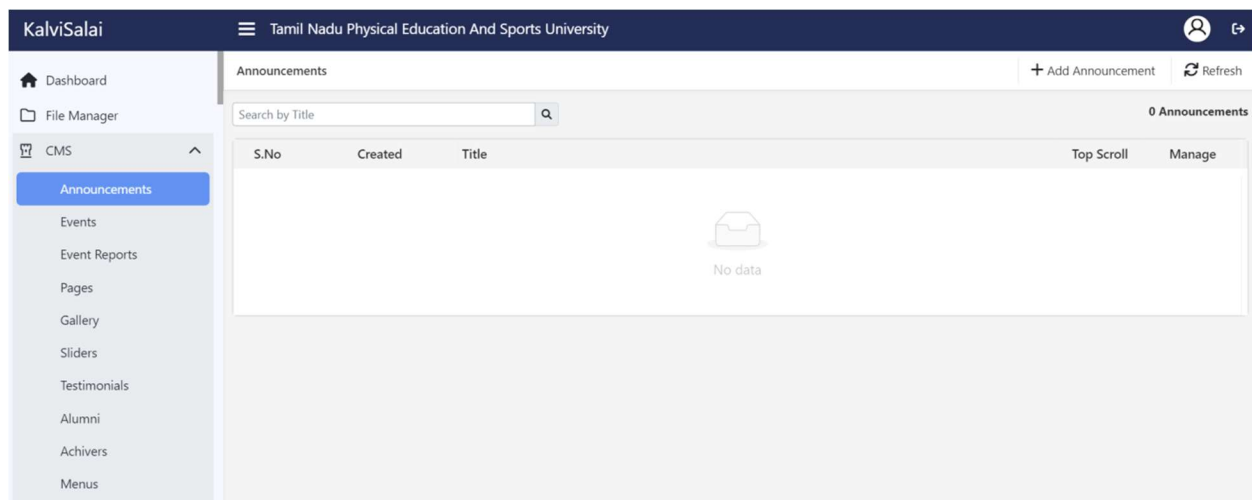 KalviSalai
Tamil Nadu Physical Education And Sports University
Dashboard
File Manager
CMS
Announcements
Events
Event Reports
Pages
Gallery
Sliders
Testimonials
Alumni
Achivers
Menus
Announcements
+ Add Announcement
Refresh
Search by Title
0 Announcements
S.No Created Title Top Scroll Manage
No data